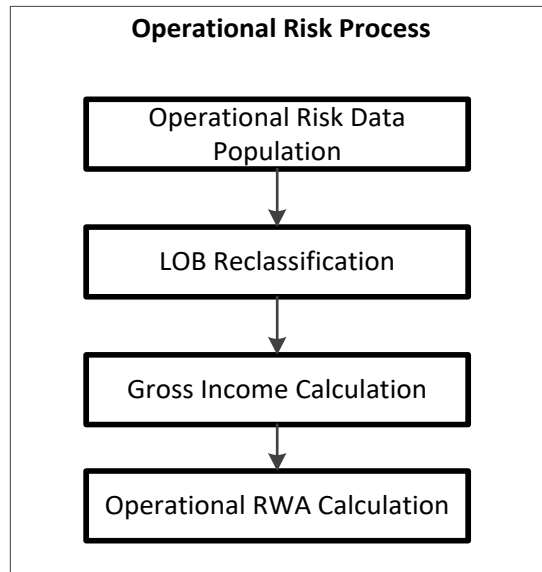 Operational Risk Process
Operational Risk Data
Population
LOB Reclassification
Gross Income Calculation
Operational RWA Calculation